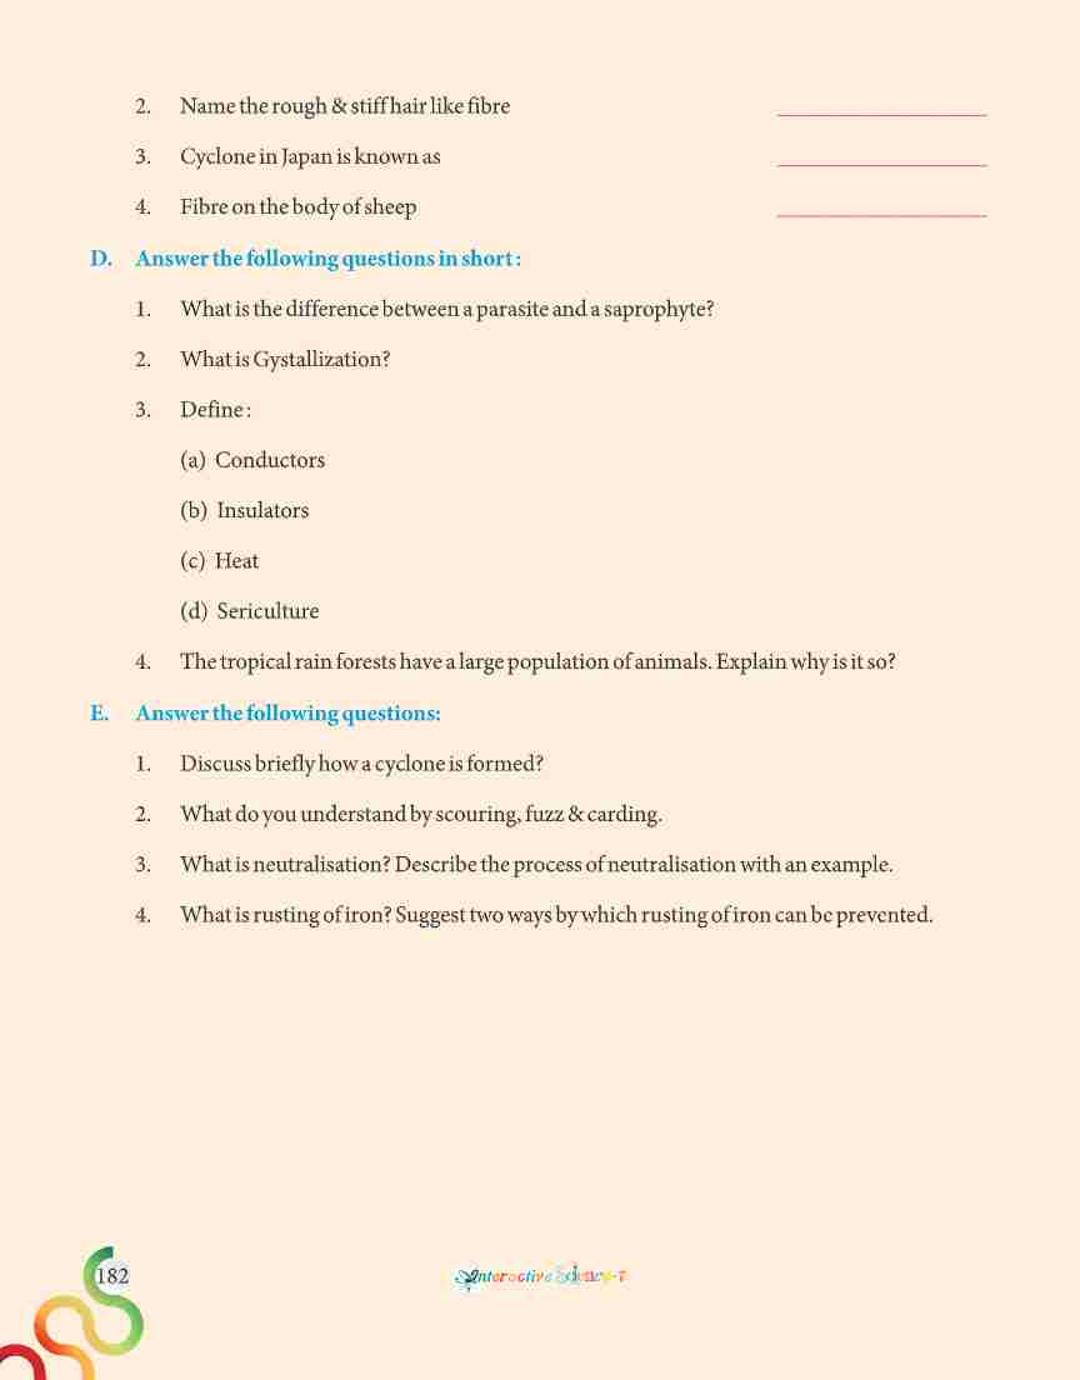 2. Name the rough & stiff hair like fibre
3. Cyclone in Japan is known as
4. Fibre on the body of sheep
D. Answer the following questions in short :
1. What is the difference between a parasite and a saprophyte?
2. What is Gystallization?
3. Define :
(a) Conductors
(b) Insulators
(c) Heat
(d) Sericulture
4. The tropical rain forests have a large population of animals. Explain why is it so?
E. Answer the following questions:
1. Discuss briefly how a cyclone is formed?
2. What do you understand by scouring, fuzz & carding.
3. What is neutralisation? Describe the process of neutralisation with an example.
4. What is rusting of iron? Suggest two ways by which rusting of iron can be prevented.
182
Interactive Science-7